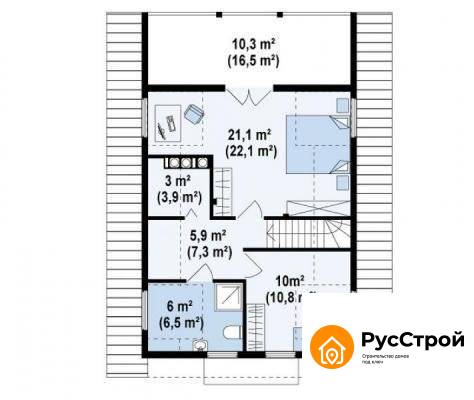 10,3 m²
(16,5 m²)
21,1 m²
(22,1 m²)
3 m²
(3,9 m²)
5,9 m²
(7,3 m²)
10m²
(10,8 m
6 m²
(6,5 m²)
РусСтрой
Строительство домов
под ключ